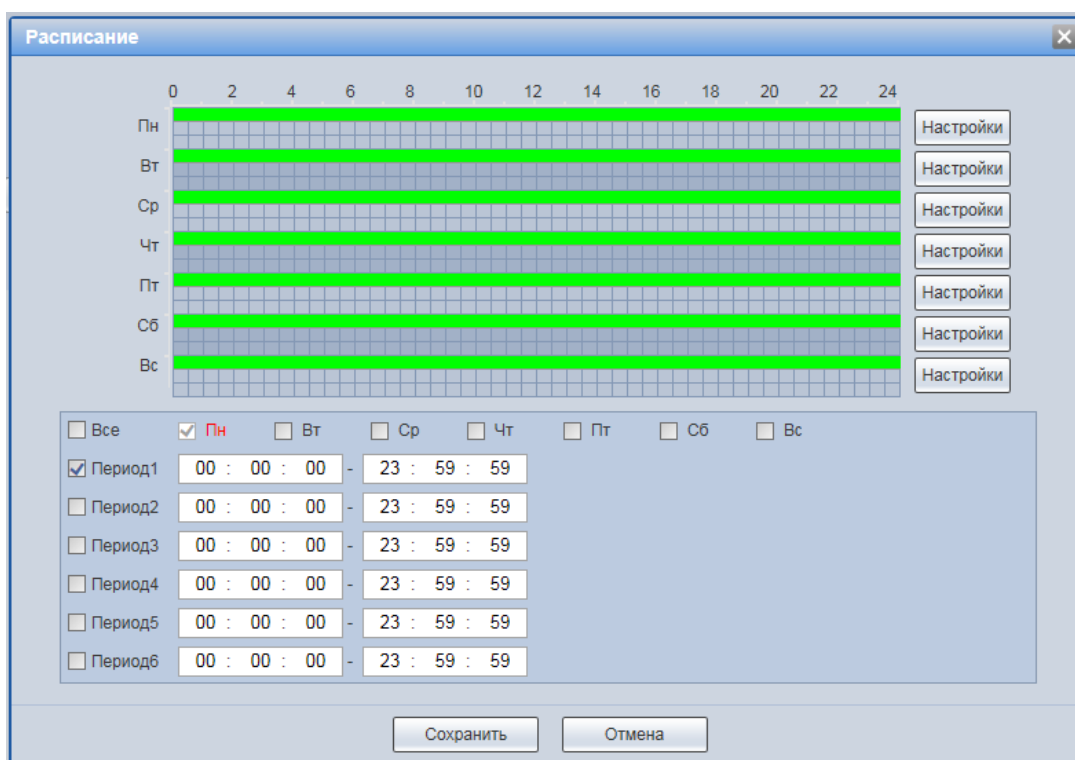 Расписание
0 2 4 6 8 10 12 14 16 18 20 22 24
Пн Настройки
Вт Настройки
Ср Настройки
Чт Настройки
Пт Настройки
Сб Настройки
Вс Настройки
Все Пн Вт Ср Чт Пт Сб Вс
Период1 00 : 00 : 00 - 23 : 59 : 59
Период2 00 : 00 : 00 - 23 : 59 : 59
Период3 00 : 00 : 00 - 23 : 59 : 59
Период4 00 : 00 : 00 - 23 : 59 : 59
Период5 00 : 00 : 00 - 23 : 59 : 59
Период6 00 : 00 : 00 - 23 : 59 : 59
Сохранить Отмена